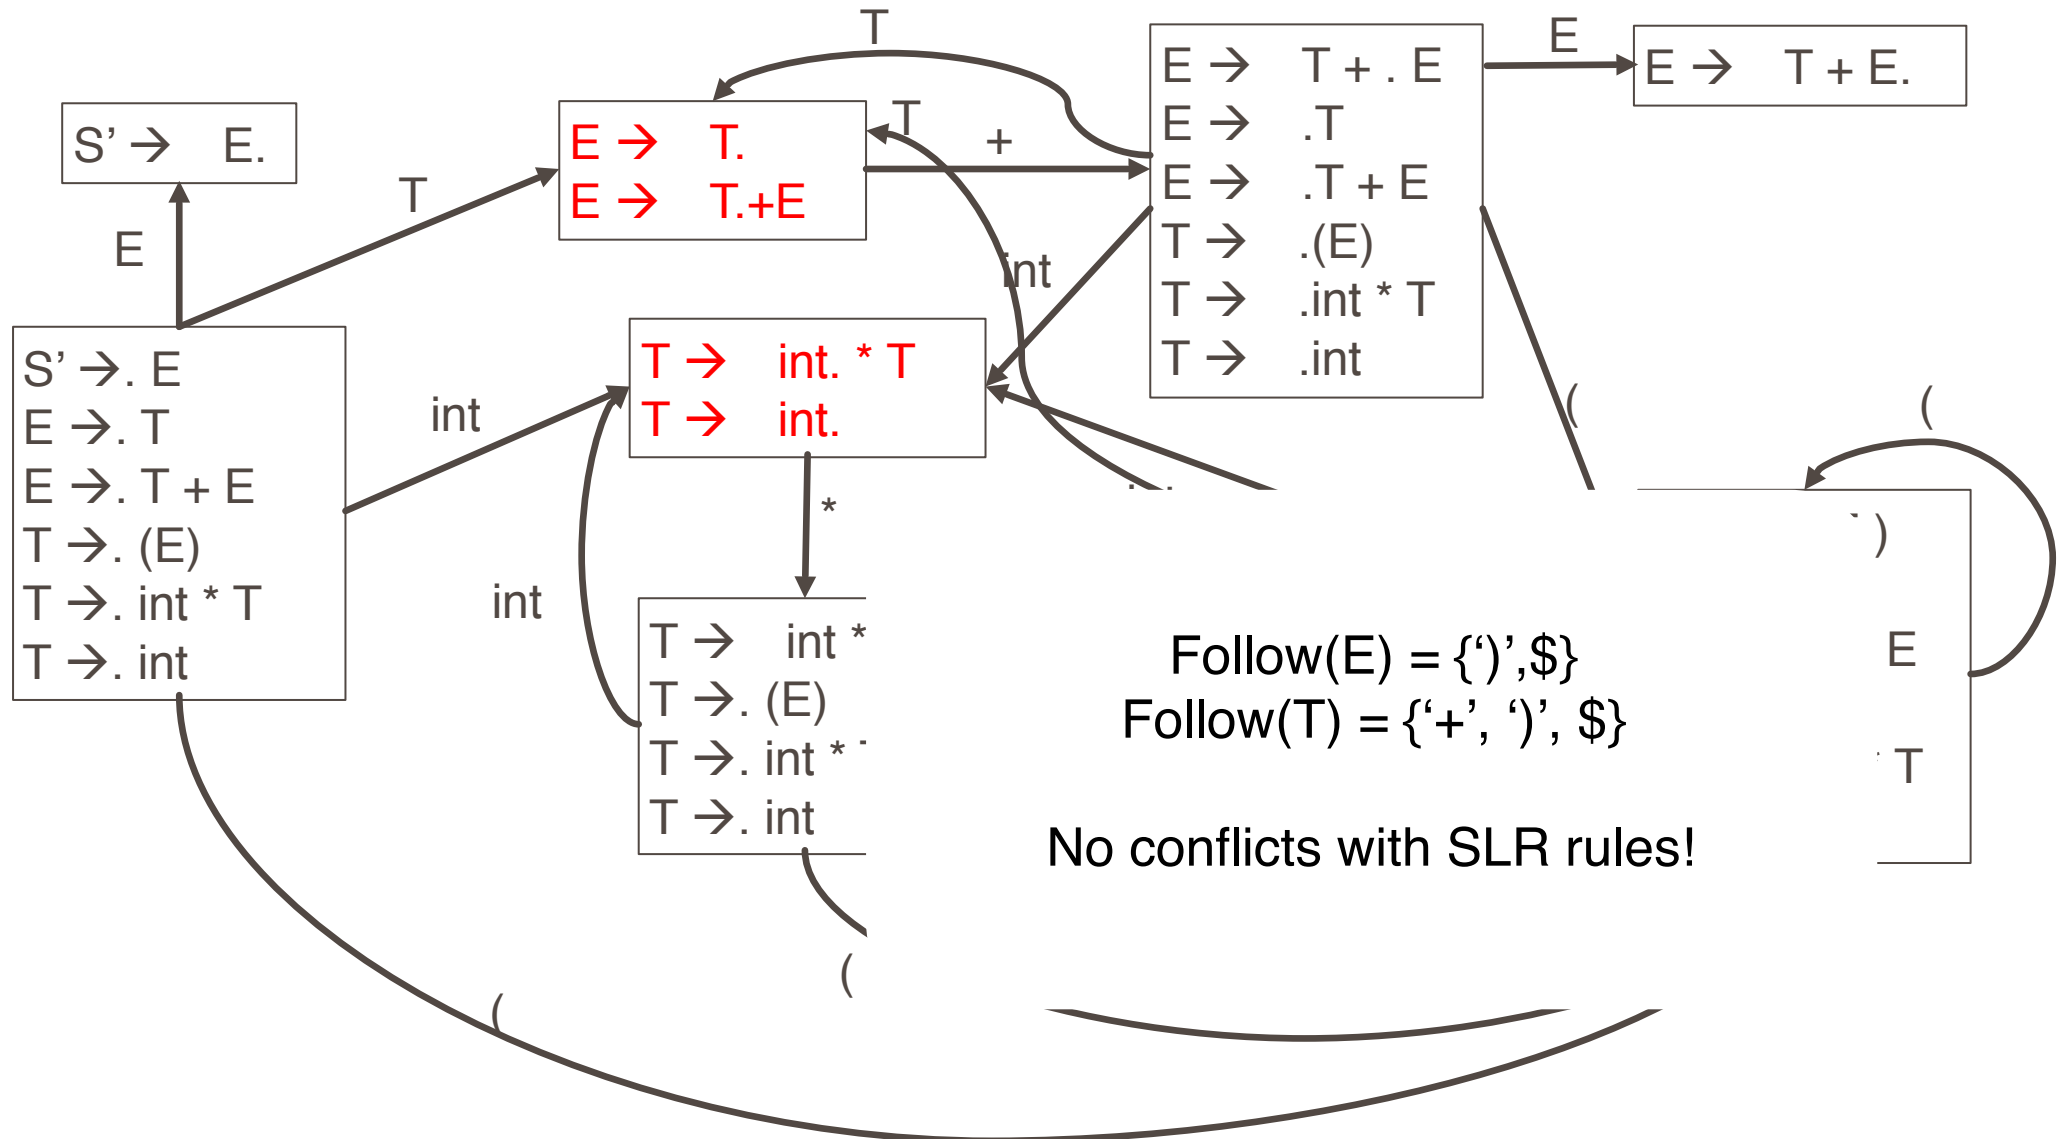 T
E → T + . E
E → .T
E → .T + E
T → .(E)
T → .int * T
T → .int
E
E → T + E.
S’ → E.
E → T.
E → T.+E
T
+
T
E
int
S’ →. E
E →. T
E →. T + E
T →. (E)
T →. int * T
T →. int
T → int. * T
T → int.
int
(
(
*
)
int
T → int *
T →. (E)
T →. int *
T →. int
E
T
Follow(E) = {‘)’,$}
Follow(T) = {‘+’, ‘)’, $}
No conflicts with SLR rules!
(
(